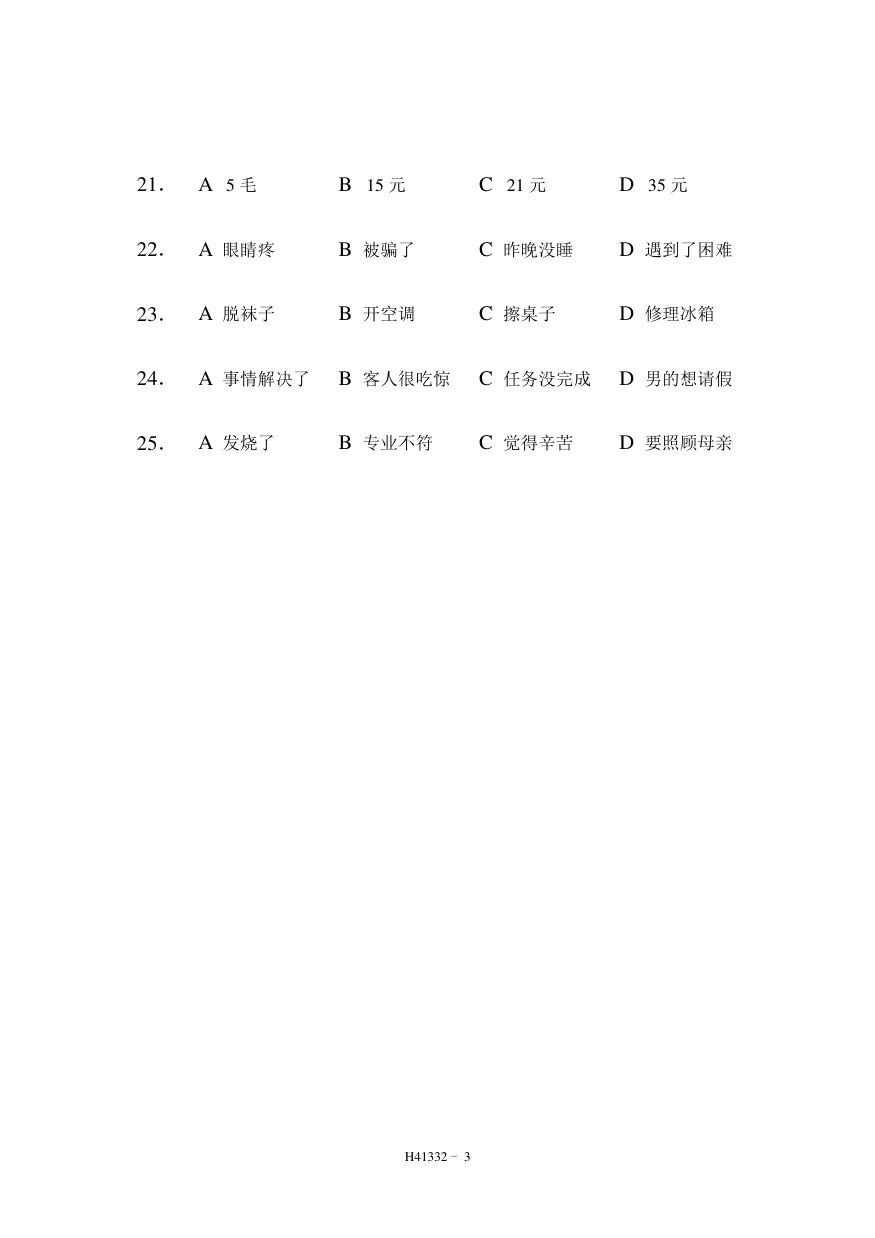 21． A 5 毛 B 15 元 C 21 元 D 35 元
22． A 眼睛疼 B 被骗了 C 昨晚没睡 D 遇到了困难
23． A 脱袜子 B 开空调 C 擦桌子 D 修理冰箱
24． A 事情解决了 B 客人很吃惊 C 任务没完成 D 男的想请假
25． A 发烧了 B 专业不符 C 觉得辛苦 D 要照顾母亲
H41332﹣ 3